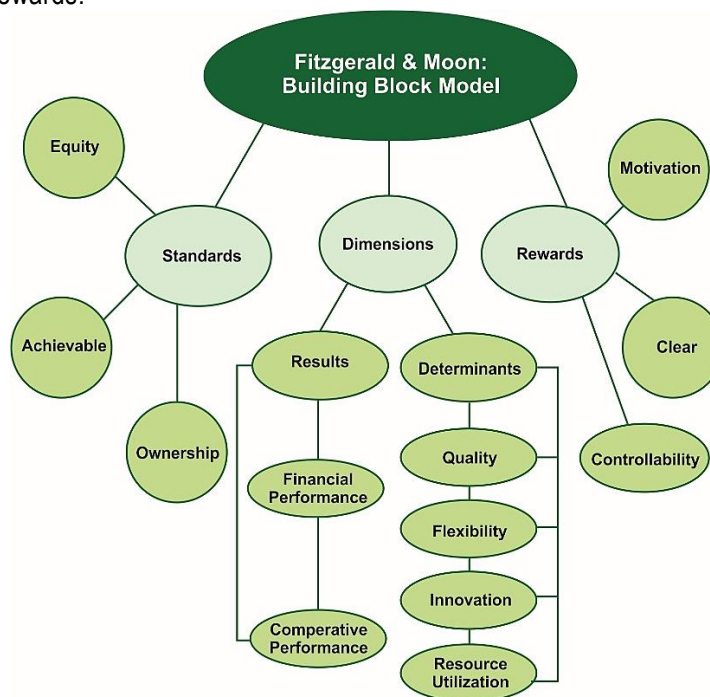 Fitzgerald & Moon:
Building Block Model
Equity
Motivation
Standards
Dimensions
Rewards
Achievable
Clear
Results
Determinants
Ownership
Quality
Controllability
Financial
Performance
Flexibility
Innovation
Comperative
Performance
Resource
Utilization